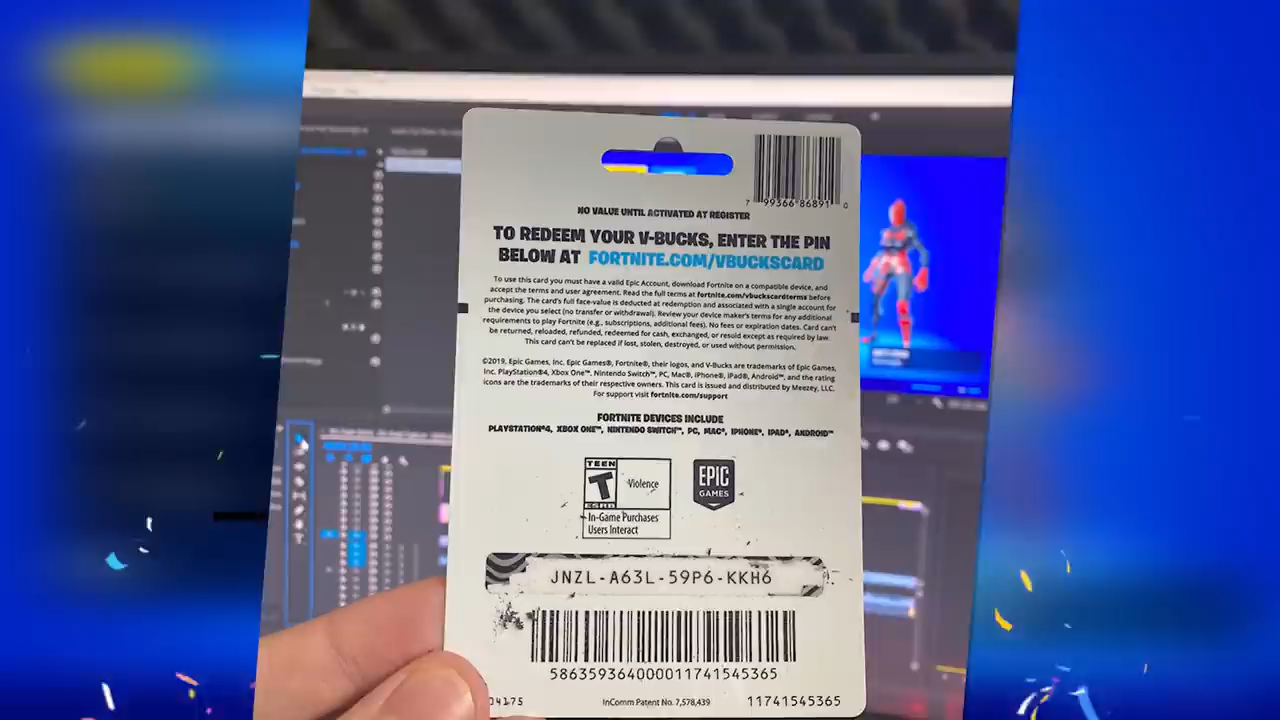 7 99366 86891 0
NO VALUE UNTIL ACTIVATED AT REGISTER
TO REDEEM YOUR V-BUCKS, ENTER THE PIN
BELOW AT FORTNITE.COM/VBUCKSCARD
To use this card you must have a valid Epic Account, download Fortnite on a compatible device, and
accept the terms and user agreement. Read the full terms at fortnite.com/vbuckscardterms before
purchasing. The card's full face-value is deducted at redemption and associated with a single account for
the device you select (no transfer or withdrawal). Review your device maker's terms for any additional
requirements to play Fortnite (e.g., subscriptions, additional fees). No fees or expiration dates. Card can't
be returned, reloaded, refunded, redeemed for cash, exchanged, or resold except as required by law.
This card can't be replaced if lost, stolen, destroyed, or used without permission.
©2019, Epic Games, Inc. Epic Games®, Fortnite®, their logos, and V-Bucks are trademarks of Epic Games,
Inc. PlayStation®4, Xbox One™, Nintendo Switch™, PC, Mac®, iPhone®, iPad®, Android™, and the rating
icons are the trademarks of their respective owners. This card is issued and distributed by Meezey, LLC.
For support visit fortnite.com/support
FORTNITE DEVICES INCLUDE
PLAYSTATION®4, XBOX ONE™, NINTENDO SWITCH™, PC, MAC®, IPHONE®, IPAD®, ANDROID™
TEEN
T
ESRB
Violence
In-Game Purchases
Users Interact
EPIC
GAMES
JNZL-A63L-59P6-KKH6
586359364000011741545365
04175
InComm Patent No. 7,578,439
11741545365